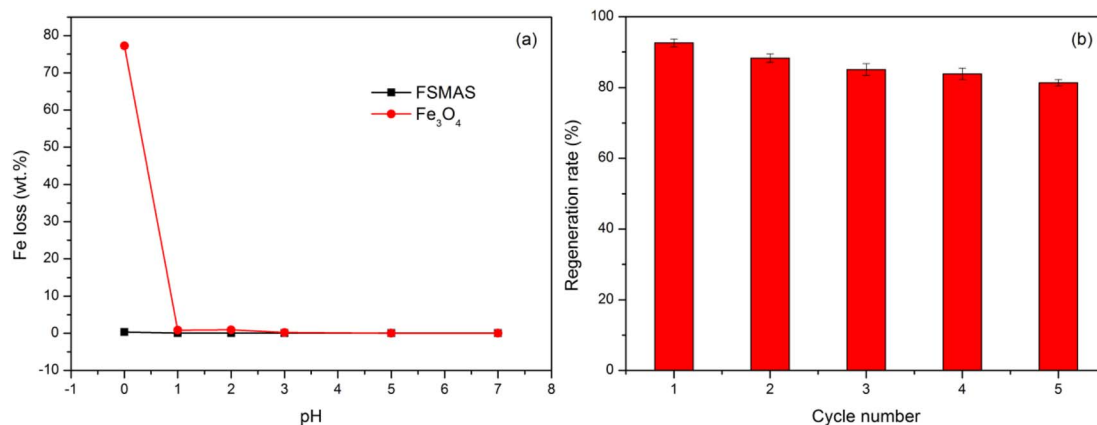 (a)
FSMAS
Fe₃O₄
Fe loss (wt.%)
80
70
60
50
40
30
20
10
0
-10
-1 0 1 2 3 4 5 6 7 8
pH
(b)
Regeneration rate (%)
100
80
60
40
20
0
1 2 3 4 5
Cycle number